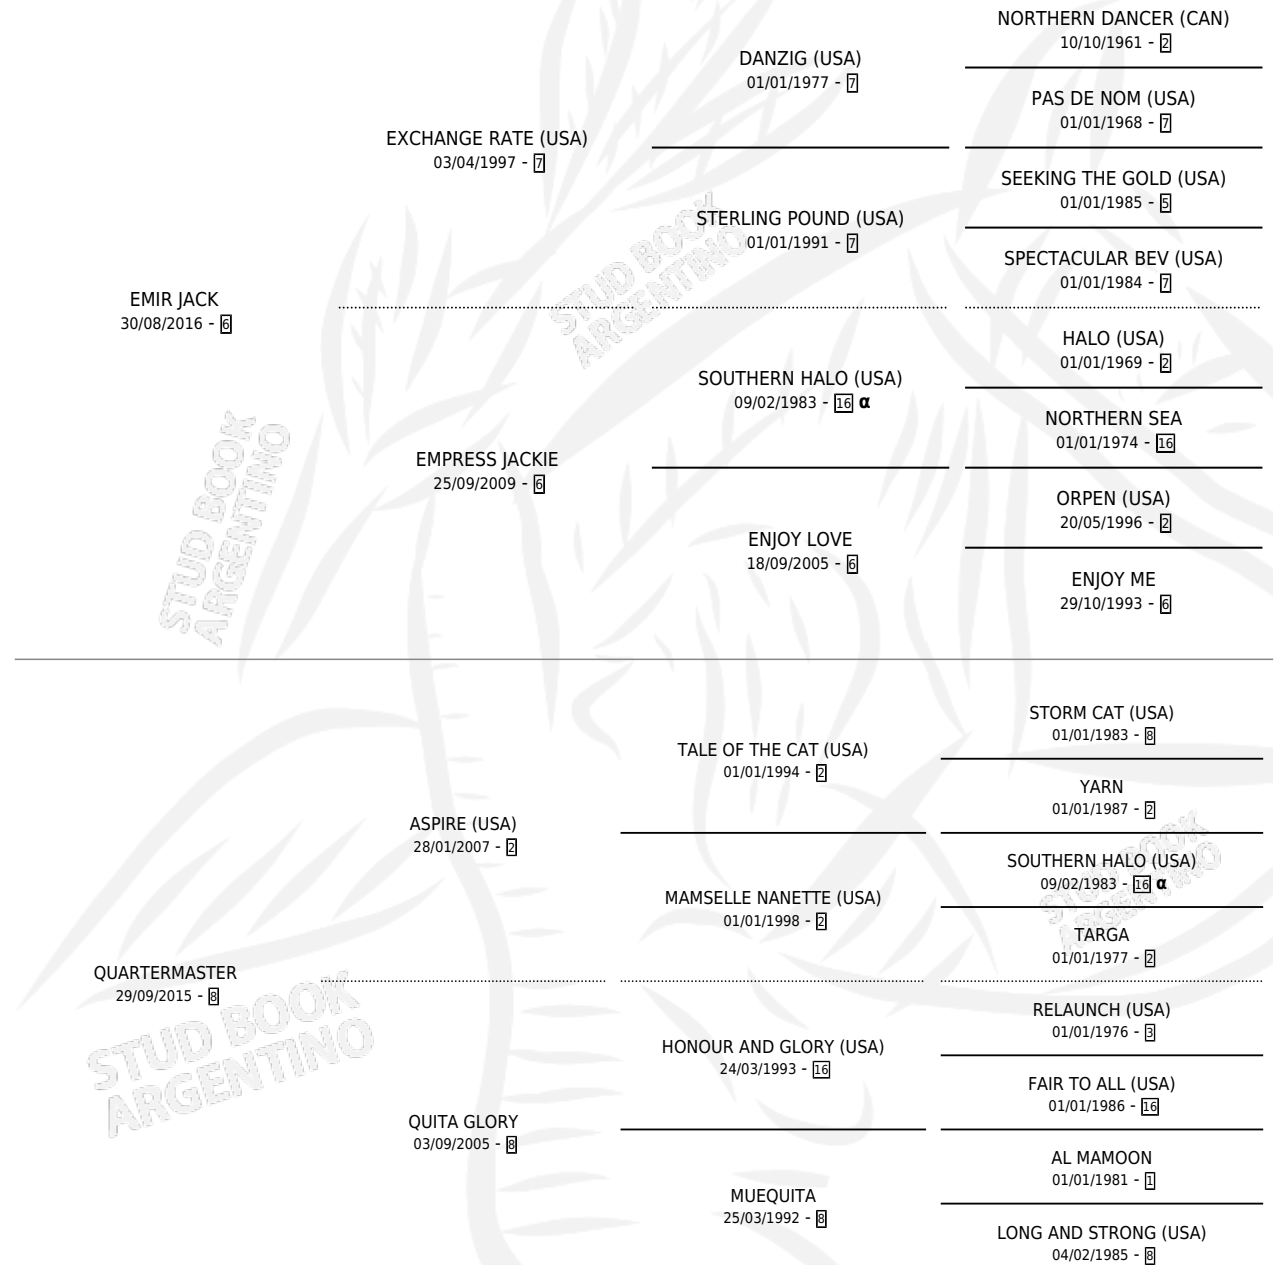 NORTHERN DANCER (CAN)
10/10/1961 - 2
DANZIG (USA)
01/01/1977 - 7
PAS DE NOM (USA)
01/01/1968 - 7
EXCHANGE RATE (USA)
03/04/1997 - 7
SEEKING THE GOLD (USA)
01/01/1985 - 5
STERLING POUND (USA)
01/01/1991 - 7
SPECTACULAR BEV (USA)
01/01/1984 - 7
EMIR JACK
30/08/2016 - 6
HALO (USA)
01/01/1969 - 2
SOUTHERN HALO (USA)
09/02/1983 - 16 α
NORTHERN SEA
01/01/1974 - 16
EMPRESS JACKIE
25/09/2009 - 6
ORPEN (USA)
20/05/1996 - 2
ENJOY LOVE
18/09/2005 - 6
ENJOY ME
29/10/1993 - 6
STUD BOOK
ARGENTINO
STUD BOOK
ARGENTINO
STORM CAT (USA)
01/01/1983 - 8
TALE OF THE CAT (USA)
01/01/1994 - 2
YARN
01/01/1987 - 2
ASPIRE (USA)
28/01/2007 - 2
SOUTHERN HALO (USA)
09/02/1983 - 16 α
MAMSELLE NANETTE (USA)
01/01/1998 - 2
TARGA
01/01/1977 - 2
QUARTERMASTER
29/09/2015 - 8
RELAUNCH (USA)
01/01/1976 - 3
HONOUR AND GLORY (USA)
24/03/1993 - 16
FAIR TO ALL (USA)
01/01/1986 - 16
QUITA GLORY
03/09/2005 - 8
AL MAMOON
01/01/1981 - 1
MUEQUITA
25/03/1992 - 8
LONG AND STRONG (USA)
04/02/1985 - 8
STUD BOOK
ARGENTINO
STUD BOOK
ARGENTINO